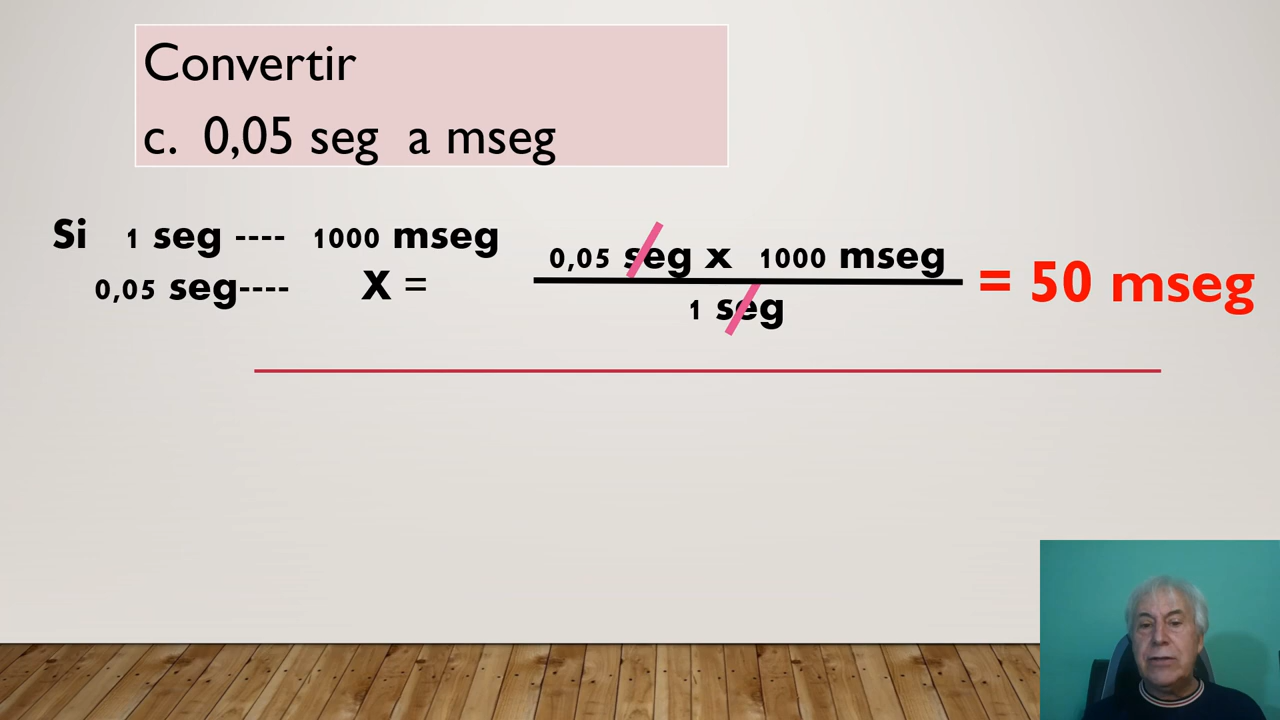 Convertir
c. 0,05 seg a mseg
Si 1 seg ---- 1000 mseg
0,05 seg---- X =
0,05 seg x 1000 mseg
1 seg
= 50 mseg